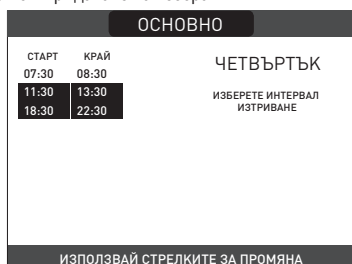 ОСНОВНО
СТАРТ КРАЙ
07:30 08:30
11:30 13:30
18:30 22:30
ЧЕТВЪРТЪК
ИЗБЕРЕТЕ ИНТЕРВАЛ
ИЗТРИВАНЕ
ИЗПОЛЗВАЙ СТРЕЛКИТЕ ЗА ПРОМЯНА